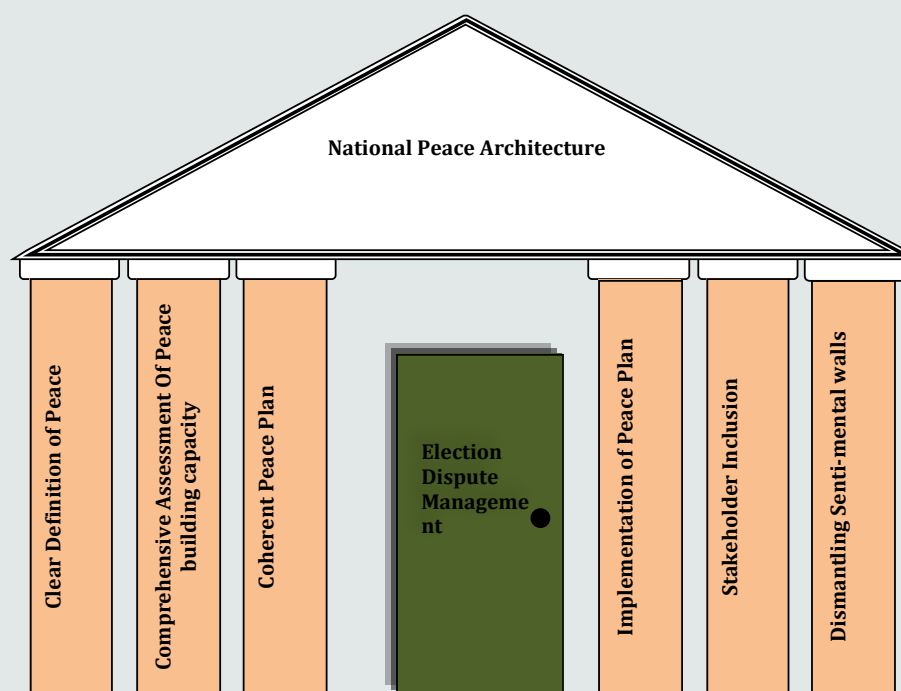 National Peace Architecture
Clear Definition of Peace
Comprehensive Assessment Of Peace
building capacity
Coherent Peace Plan
Election
Dispute
Manageme
nt
Implementation of Peace Plan
Stakeholder Inclusion
Dismantling Senti-mental walls